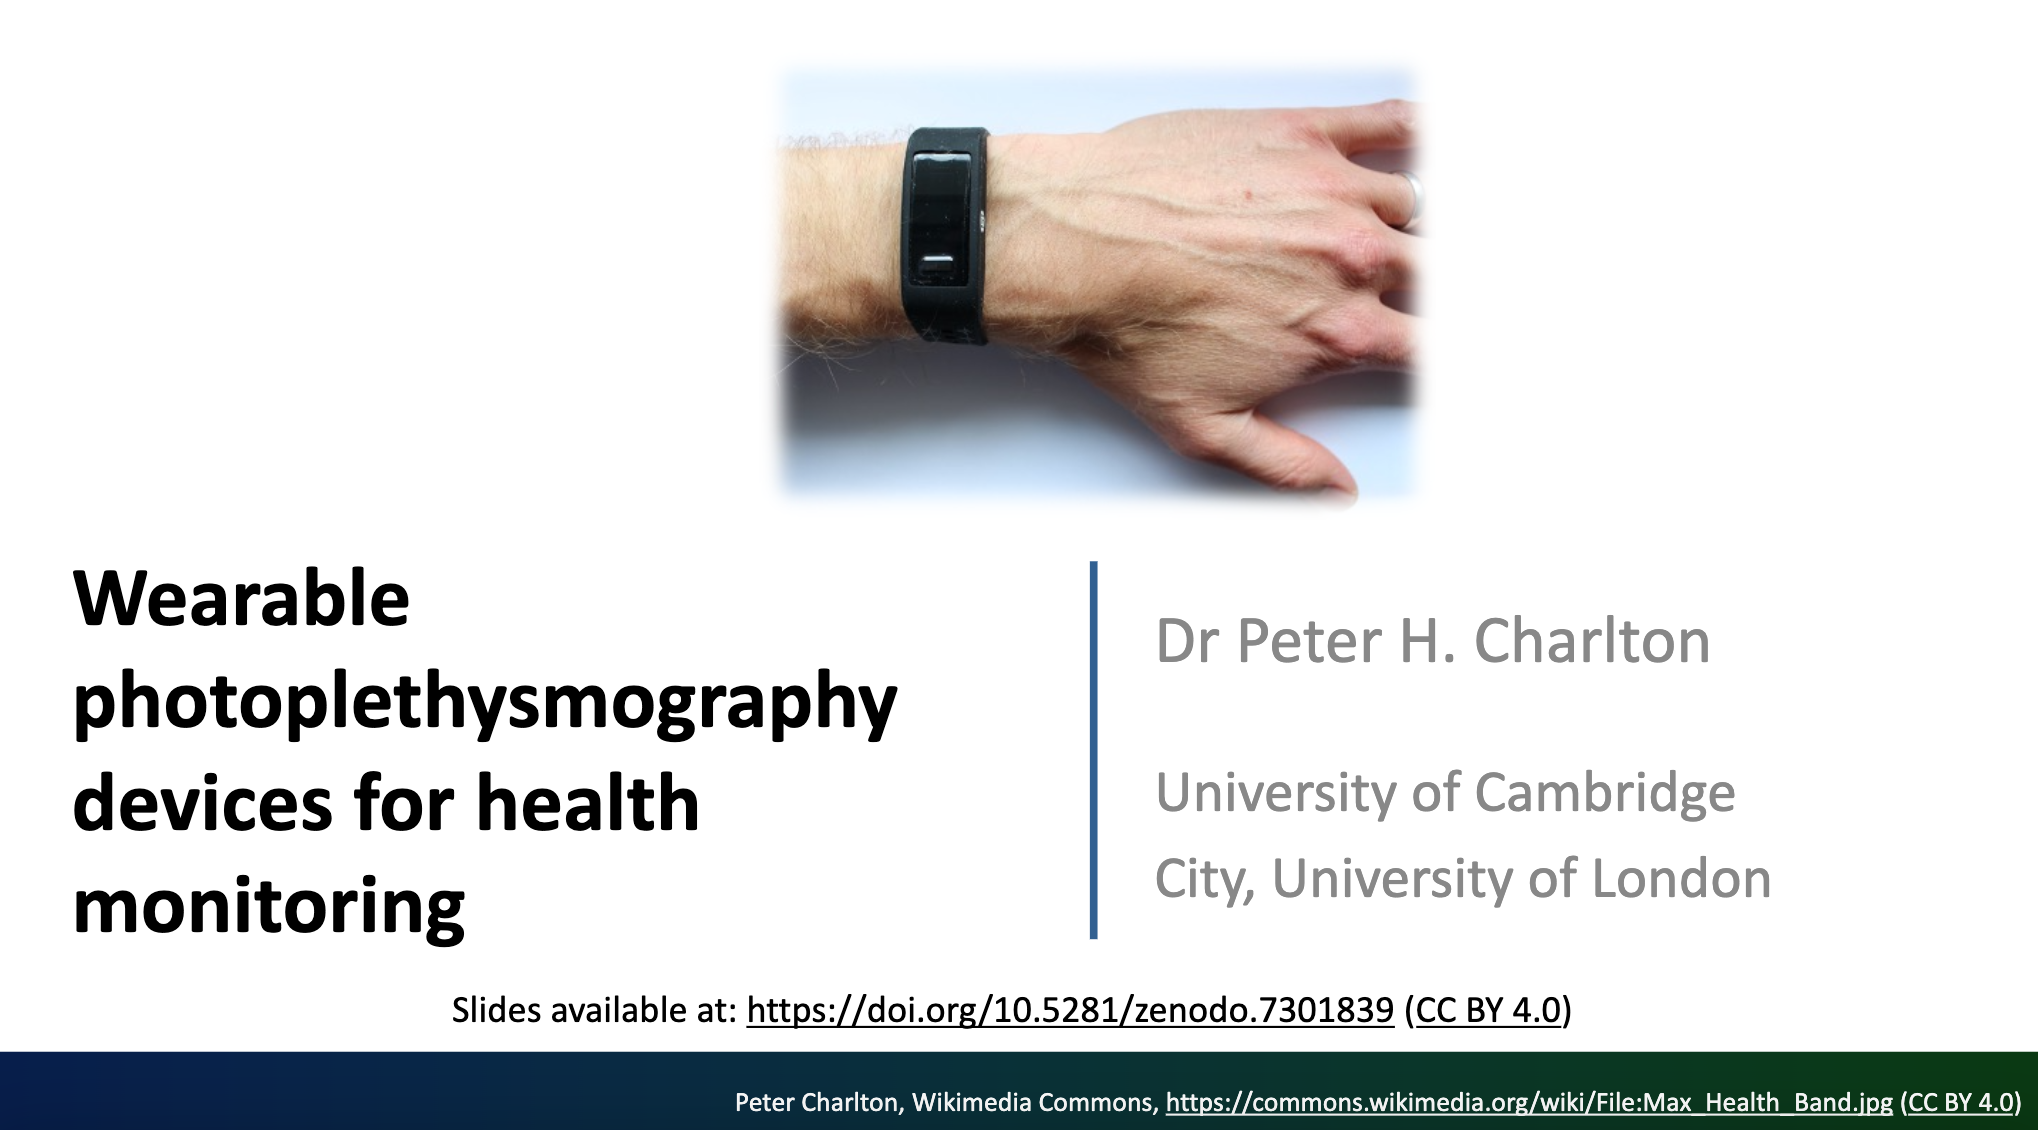 Wearable
photoplethysmography
devices for health
monitoring
Dr Peter H. Charlton
University of Cambridge
City, University of London
Slides available at: https://doi.org/10.5281/zenodo.7301839 (CC BY 4.0)
Peter Charlton, Wikimedia Commons, https://commons.wikimedia.org/wiki/File:Max_Health_Band.jpg (CC BY 4.0)